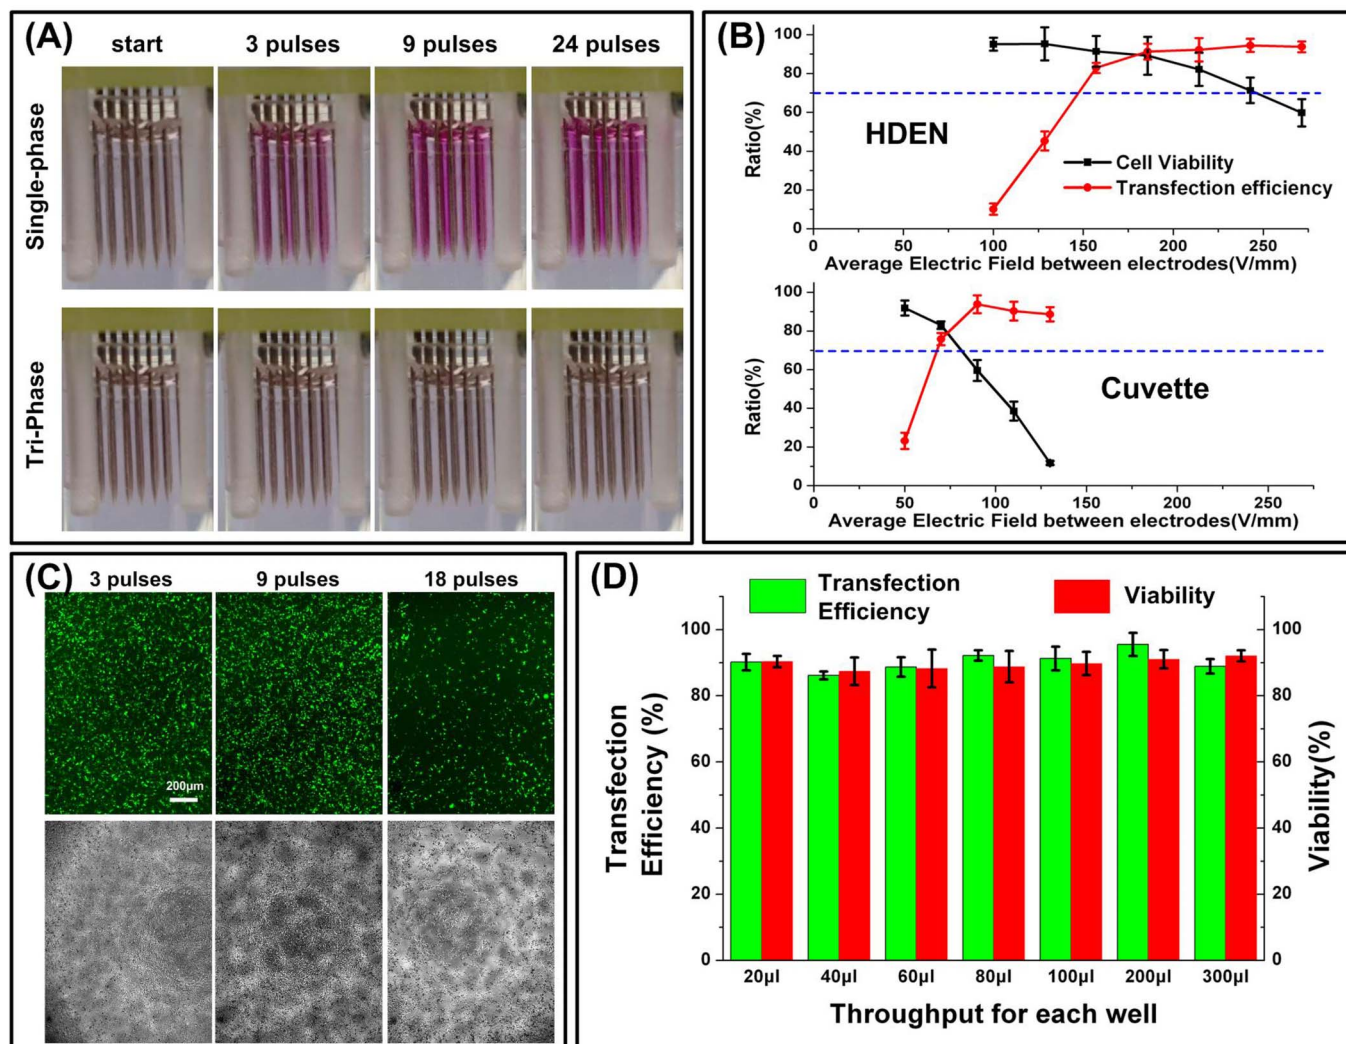 (A)
start 3 pulses 9 pulses 24 pulses
Single-phase
Tri-Phase
(B)
100
80
60
40
20
0
Ratio(%)
HDEN
Cell Viability
Transfection efficiency
0 50 100 150 200 250
Average Electric Field between electrodes(V/mm)
100
80
60
40
20
0
Ratio(%)
Cuvette
0 50 100 150 200 250
Average Electric Field between electrodes(V/mm)
(C)
3 pulses 9 pulses 18 pulses
200μm
(D)
Transfection
Efficiency
Viability
100
80
60
40
20
0
Transfection
Efficiency (%)
100
80
60
40
20
0
Viability(%)
20μl 40μl 60μl 80μl 100μl 200μl 300μl
Throughput for each well